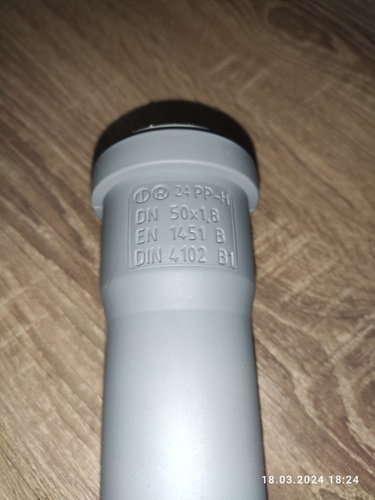 24 PP-H
DN 50x1,8
EN 1451 B
DIN 4102 B1
18.03.2024 18:24